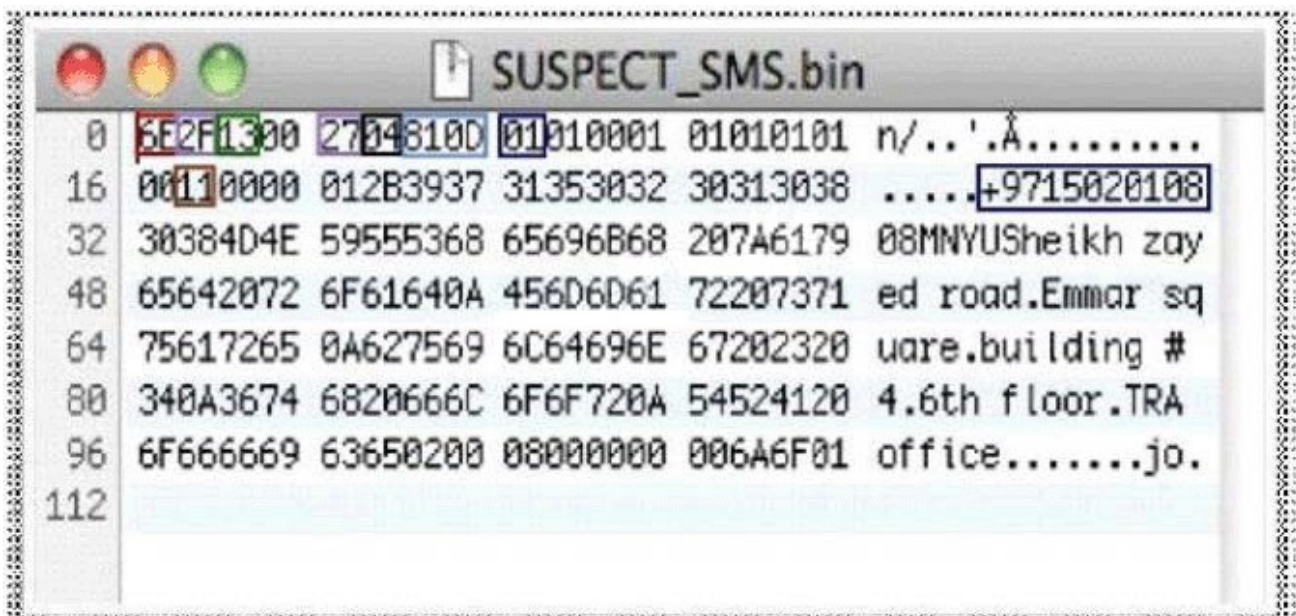 SUSPECT_SMS.bin
0 6E2F1300 2704810D 01010001 01010101 n/..'.Å.........
16 00110000 012B3937 31353032 30313038 .....+9715020108
32 30384D4E 59555368 65696B68 207A6179 08MNYUSheikh zay
48 65642072 6F61640A 456D6D61 72207371 ed road.Emmar sq
64 75617265 0A627569 6C64696E 67202320 uare.building #
80 340A3674 6820666C 6F6F720A 54524120 4.6th floor.TRA
96 6F666669 63650200 08000000 006A6F01 office.......jo.
112